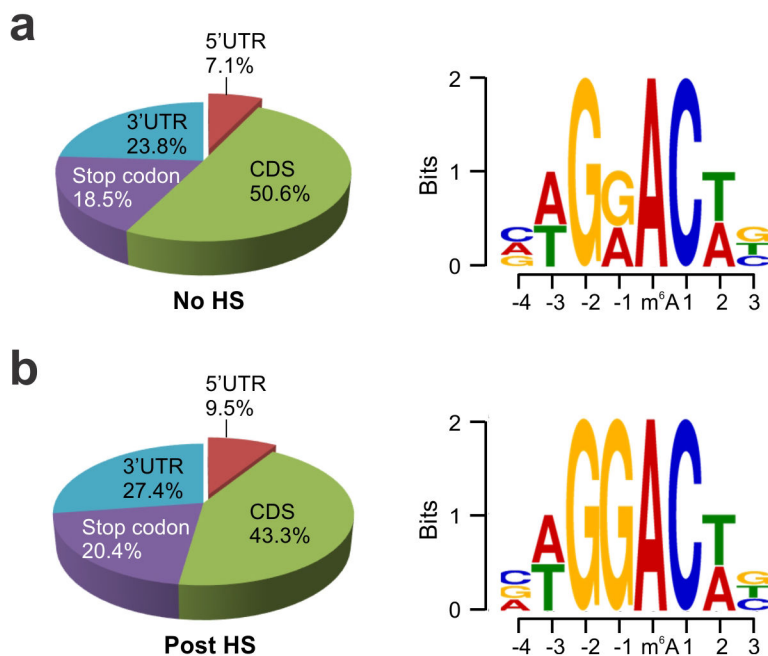 a
5'UTR
7.1%
3'UTR
23.8%
Stop codon
18.5%
CDS
50.6%
No HS
Bits
2
1
0
C
A
G
A
T
G
G
A
A
C
T
A
G
T
C
-4 -3 -2 -1 m⁶A 1 2 3
b
5'UTR
9.5%
3'UTR
27.4%
Stop codon
20.4%
CDS
43.3%
Post HS
Bits
2
1
0
C
G
A
A
T
G
G
A
C
T
A
G
T
C
-4 -3 -2 -1 m⁶A 1 2 3